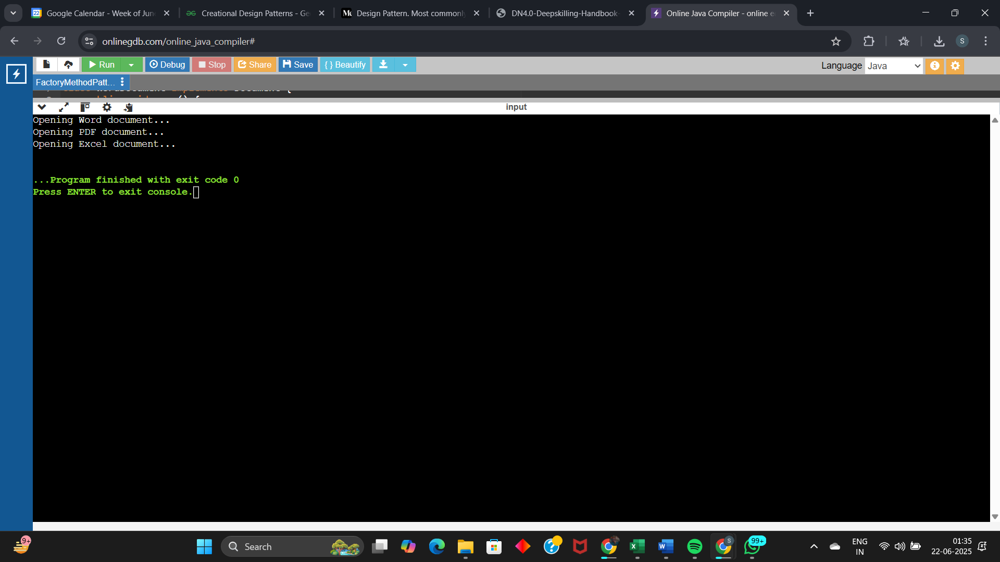 Google Calendar - Week of Jun
Creational Design Patterns - Ge
Design Pattern. Most commonly
DN4.0-Deepskilling-Handbook-
Online Java Compiler - online e
onlinegdb.com/online_java_compiler#
S
Run
Debug
Stop
Share
Save
{ } Beautify
Language
Java
FactoryMethodPatt...
input
Opening Word document...
Opening PDF document...
Opening Excel document...
...Program finished with exit code 0
Press ENTER to exit console.
9+
Search
99+
ENG
IN
01:35
22-06-2025